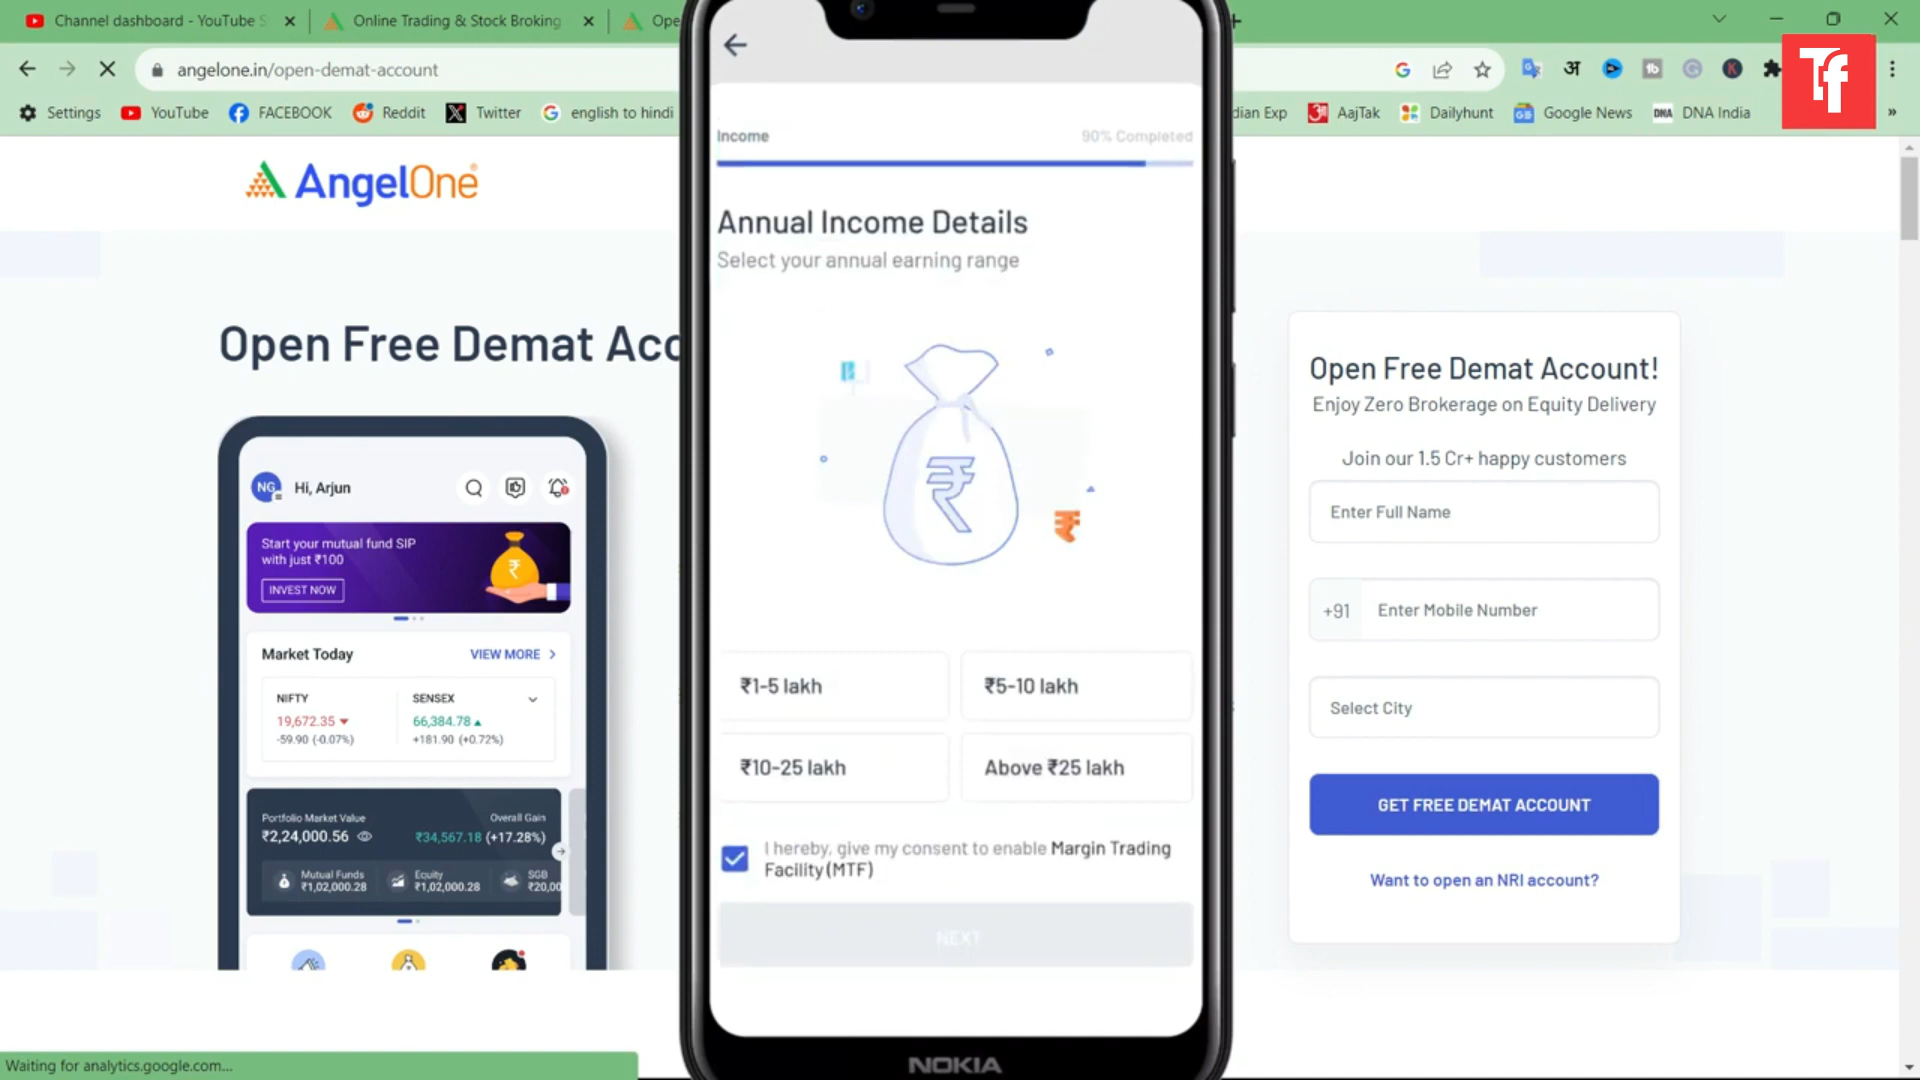 Channel dashboard - YouTube S
Online Trading & Stock Broking
Ope
angelone.in/open-demat-account
Settings
YouTube
FACEBOOK
Reddit
Twitter
english to hindi
dian Exp
AajTak
Dailyhunt
Google News
DNA India
»
Tf
AngelOne
Open Free Demat Acc
NG
Hi, Arjun
Start your mutual fund SIP
with just ₹100
INVEST NOW
Market Today
VIEW MORE
NIFTY
19,672.35
-59.90 (-0.07%)
SENSEX
66,384.78
+181.90 (+0.72%)
Portfolio Market Value
₹2,24,000.56
Overall Gain
₹34,567.18 (+17.28%)
Mutual Funds
₹1,02,000.28
Equity
₹1,02,000.28
SGB
₹20,00
Income
90% Completed
Annual Income Details
Select your annual earning range
₹
₹
₹1-5 lakh
₹5-10 lakh
₹10-25 lakh
Above ₹25 lakh
I hereby, give my consent to enable Margin Trading
Facility (MTF)
NEXT
NOKIA
Open Free Demat Account!
Enjoy Zero Brokerage on Equity Delivery
Join our 1.5 Cr+ happy customers
Enter Full Name
+91
Enter Mobile Number
Select City
GET FREE DEMAT ACCOUNT
Want to open an NRI account?
Waiting for analytics.google.com...